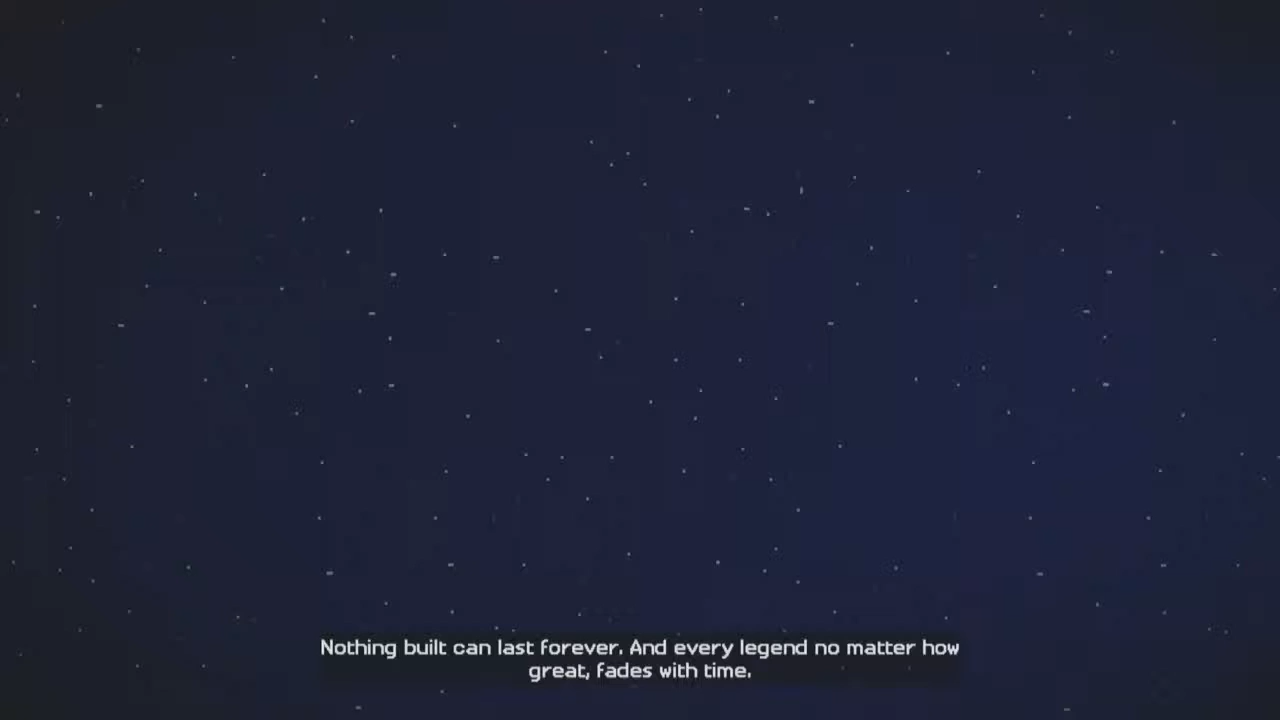 Nothing built can last forever. And every legend no matter how
great, fades with time.